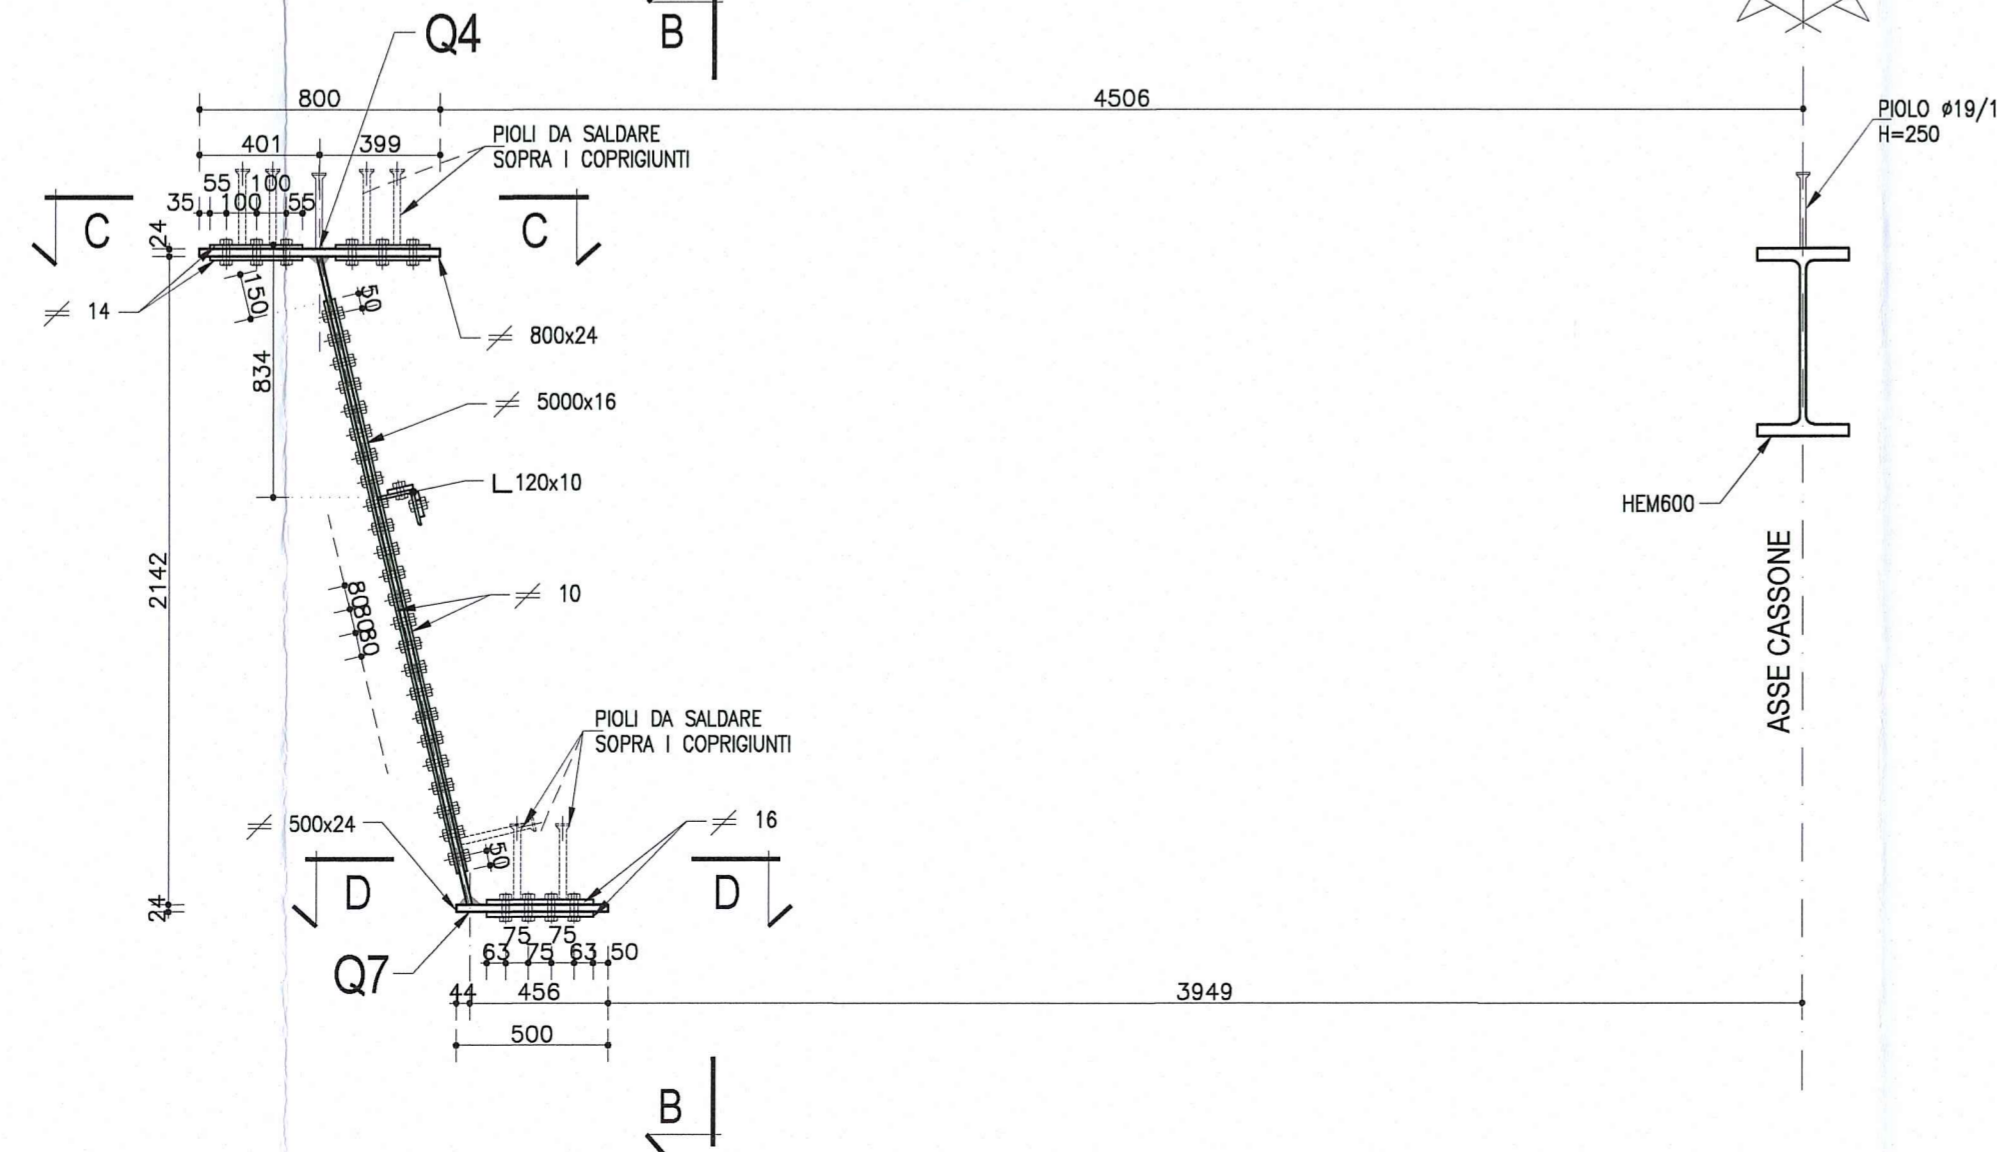 Q4
B
800
4506
PIOLO ø19/1
H=250
401
399
PIOLI DA SALDARE
SOPRA I COPRIGIUNTI
55
100
35
100
55
C
C
24
150
50
14
800x24
834
5000x16
L 120x10
HEM600
ASSE CASSONE
2142
80
80
80
10
PIOLI DA SALDARE
SOPRA I COPRIGIUNTI
500x24
16
50
D
D
24
75
75
63
75
63
50
Q7
44
456
3949
500
B